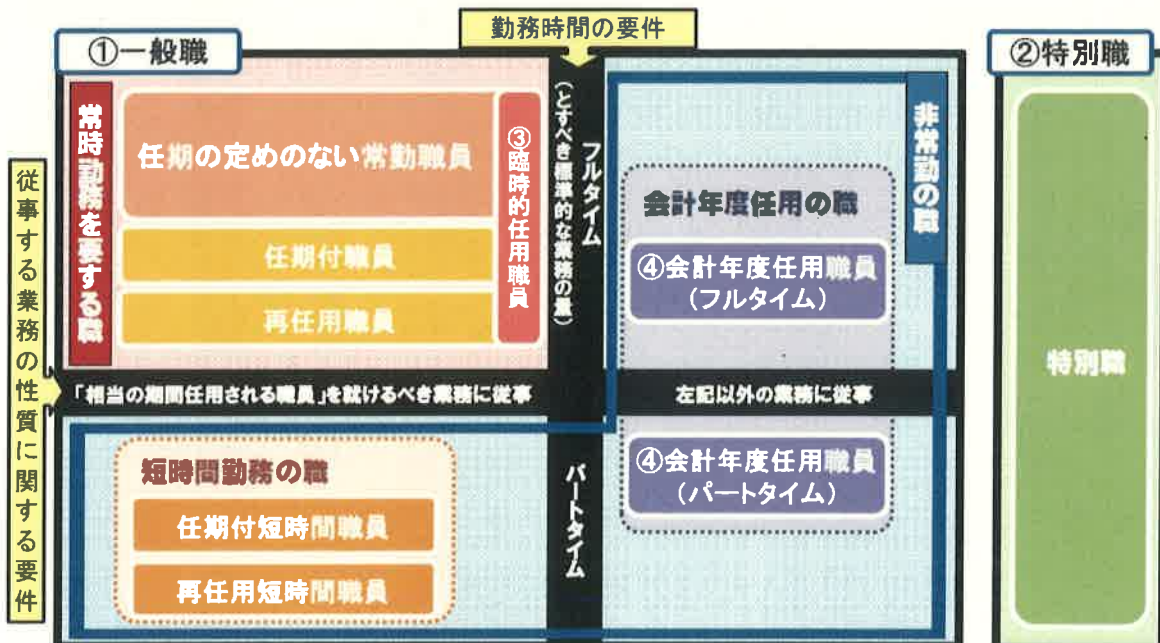 勤務時間の要件
①一般職
②特別職
従事する業務の性質に関する要件
常時勤務を要する職
任期の定めのない常勤職員
任期付職員
再任用職員
③臨時的任用職員
フルタイム
(とすべき標準的な業務の量)
非常勤の職
会計年度任用の職
④会計年度任用職員
(フルタイム)
特別職
「相当の期間任用される職員」を就けるべき業務に従事
左記以外の業務に従事
短時間勤務の職
任期付短時間職員
再任用短時間職員
パートタイム
④会計年度任用職員
(パートタイム)